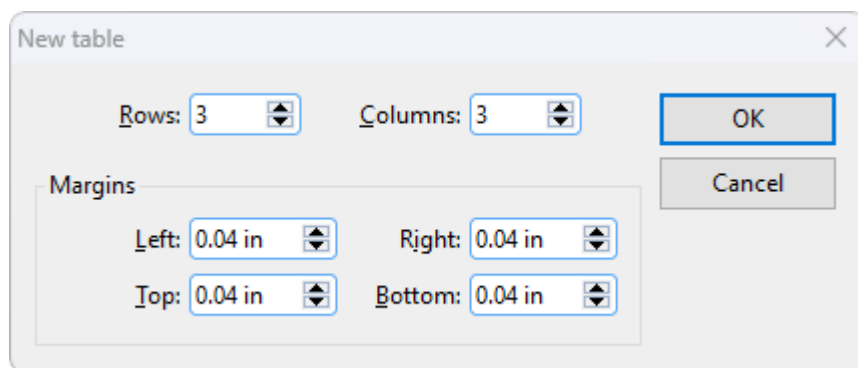 New table
Rows: 3 Columns: 3 OK
Cancel
Margins
Left: 0.04 in Right: 0.04 in
Top: 0.04 in Bottom: 0.04 in